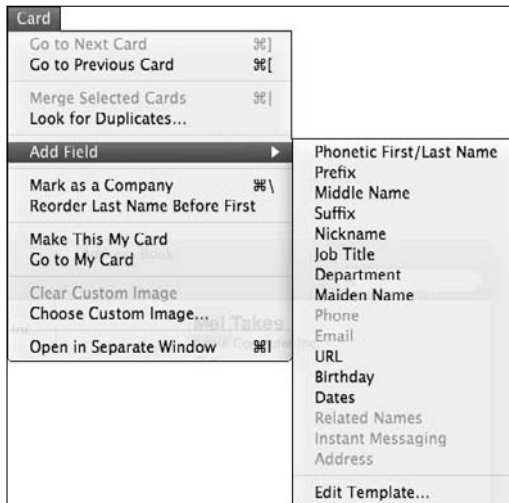 Card
Go to Next Card ⌘]
Go to Previous Card ⌘[
Merge Selected Cards ⌘|
Look for Duplicates...
Add Field ▶
Mark as a Company ⌘\
Reorder Last Name Before First
Make This My Card
Go to My Card
Clear Custom Image
Choose Custom Image...
Open in Separate Window ⌘I
Phonetic First/Last Name
Prefix
Middle Name
Suffix
Nickname
Job Title
Department
Maiden Name
Phone
Email
URL
Birthday
Dates
Related Names
Instant Messaging
Address
Edit Template...
Mel Takes